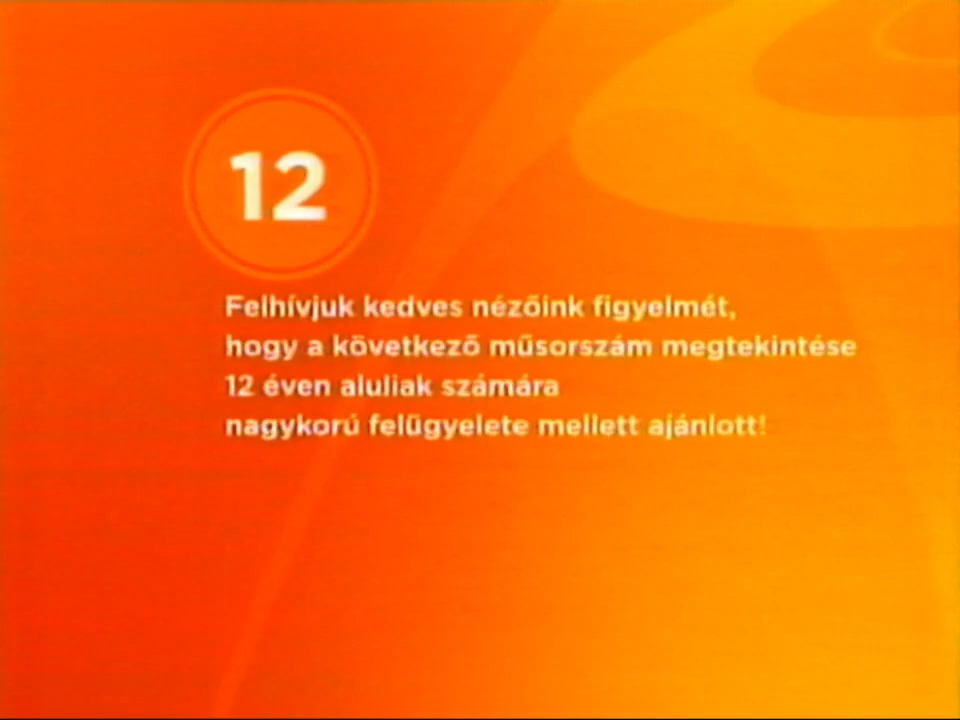 12
Felhívjuk kedves nézőink figyelmét,
hogy a következő műsorszám megtekintése
12 éven aluliak számára
nagykorú felügyelete mellett ajánlott!